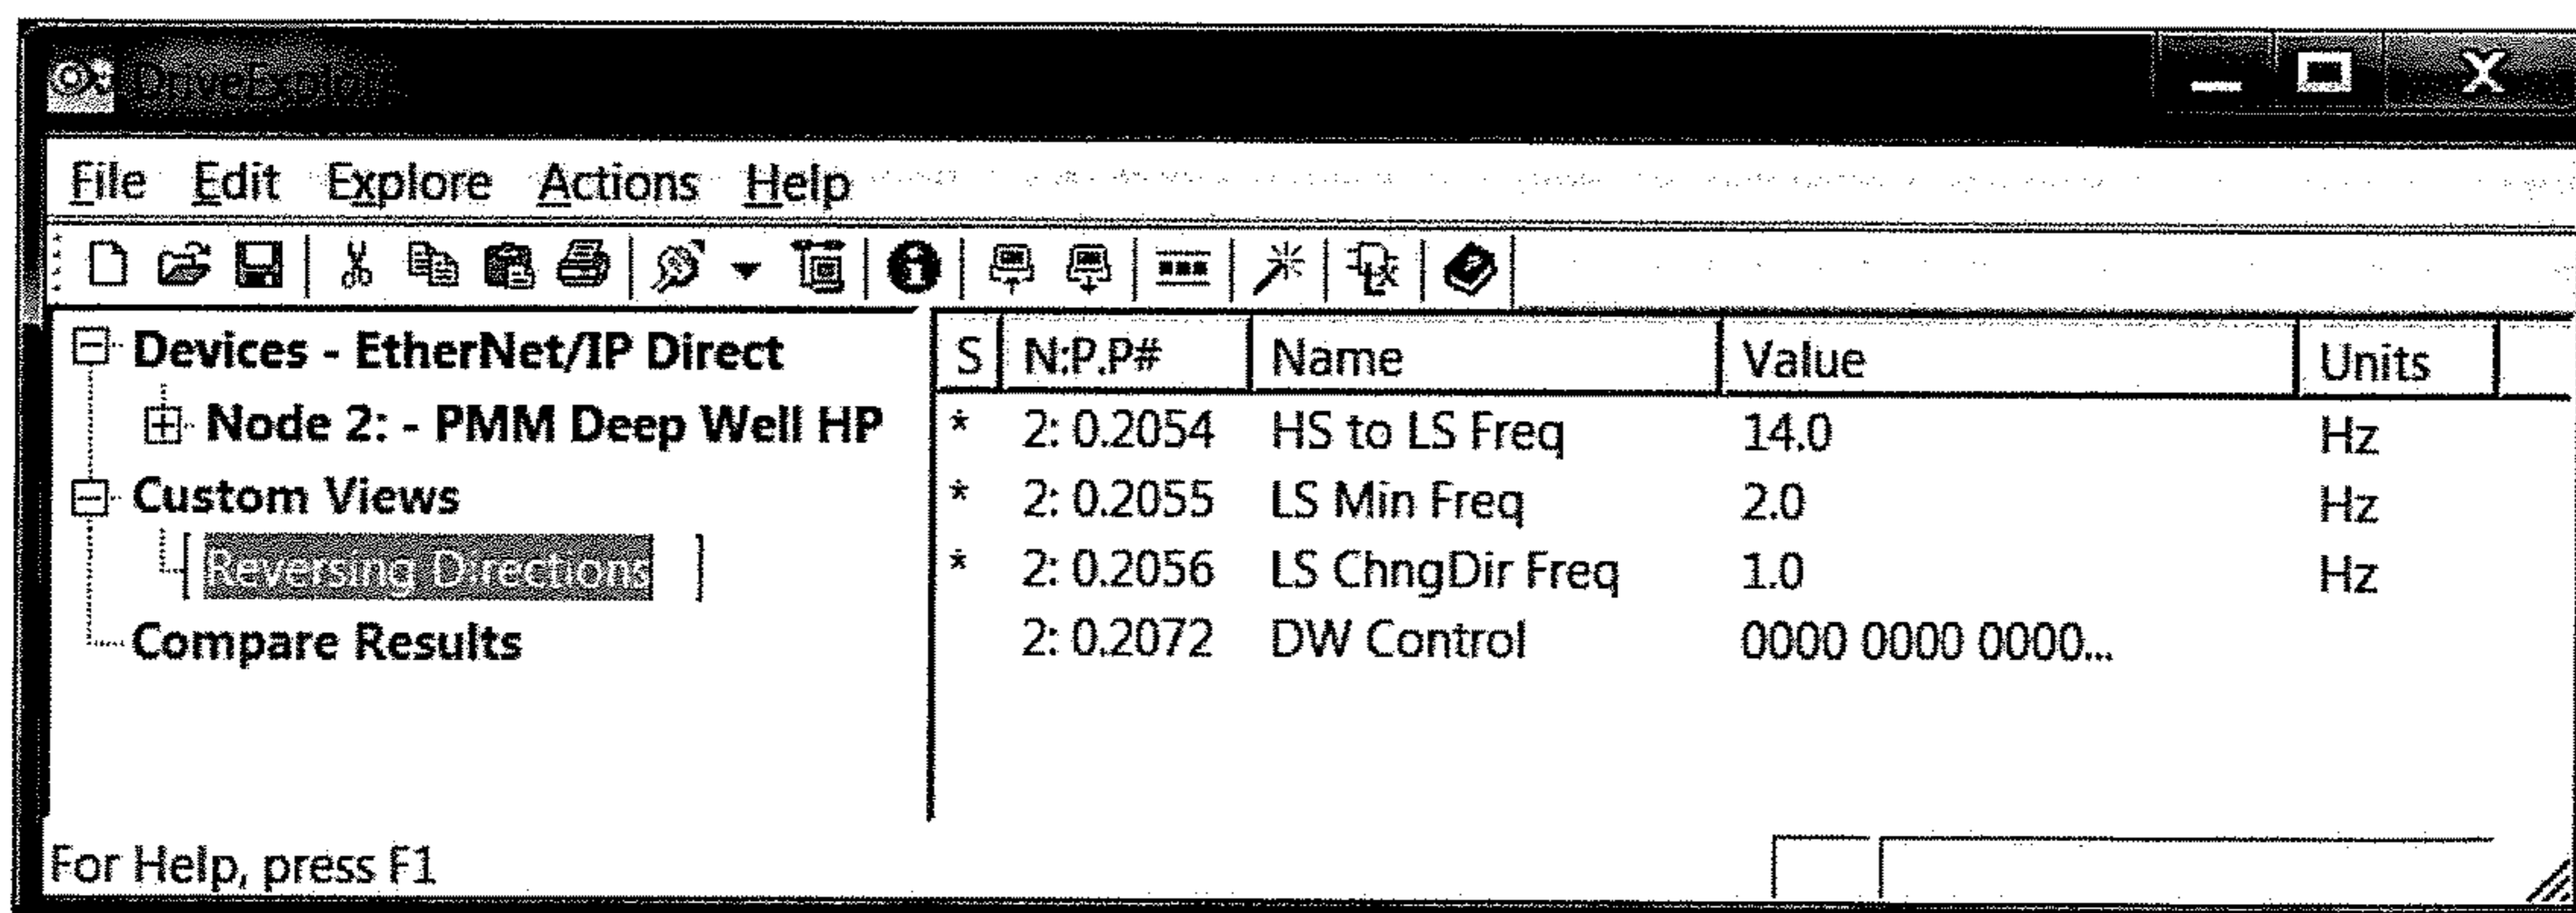 DriveExplorer
File Edit Explore Actions Help
Devices - EtherNet/IP Direct
Node 2: - PMM Deep Well HP
Custom Views
Reversing Directions
Compare Results
S N:P.P# Name Value Units
* 2: 0.2054 HS to LS Freq 14.0 Hz
* 2: 0.2055 LS Min Freq 2.0 Hz
* 2: 0.2056 LS ChngDir Freq 1.0 Hz
2: 0.2072 DW Control 0000 0000 0000...
For Help, press F1